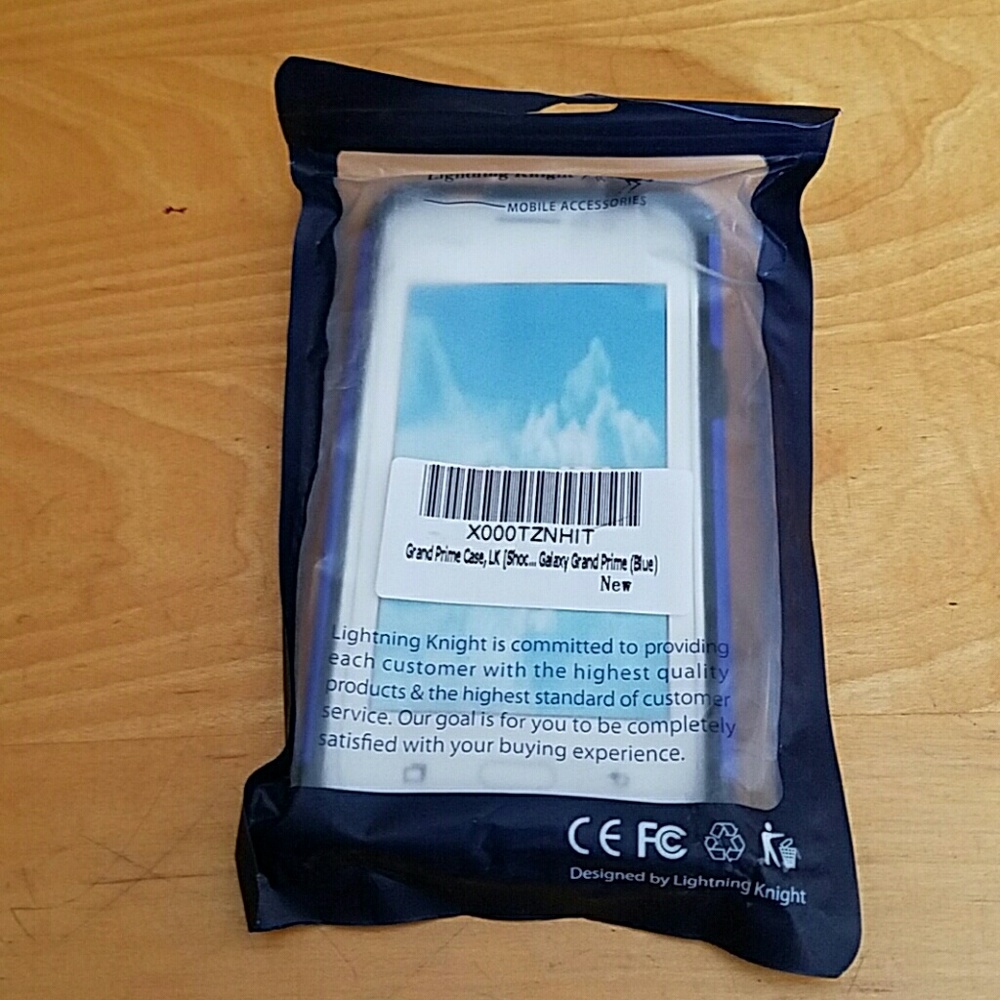 Lightning Knight
MOBILE ACCESSORIES
X000TZNHIT
Grand Prime Case, LK [Shoc... Galaxy Grand Prime (Blue)
New
Lightning Knight is committed to providing
each customer with the highest quality
products & the highest standard of customer
service. Our goal is for you to be completely
satisfied with your buying experience.
CE FC
Designed by Lightning Knight